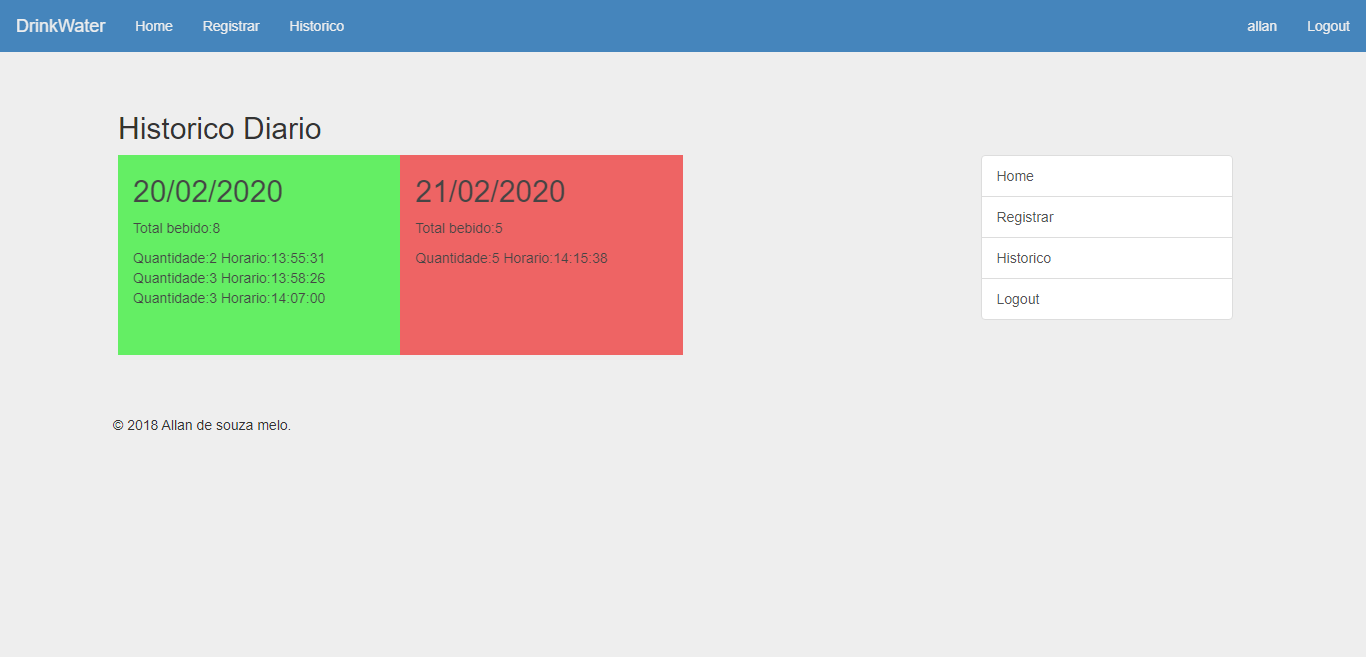 DrinkWater Home Registrar Historico allan Logout
Historico Diario
20/02/2020
Total bebido:8
Quantidade:2 Horario:13:55:31
Quantidade:3 Horario:13:58:26
Quantidade:3 Horario:14:07:00
21/02/2020
Total bebido:5
Quantidade:5 Horario:14:15:38
Home
Registrar
Historico
Logout
© 2018 Allan de souza melo.